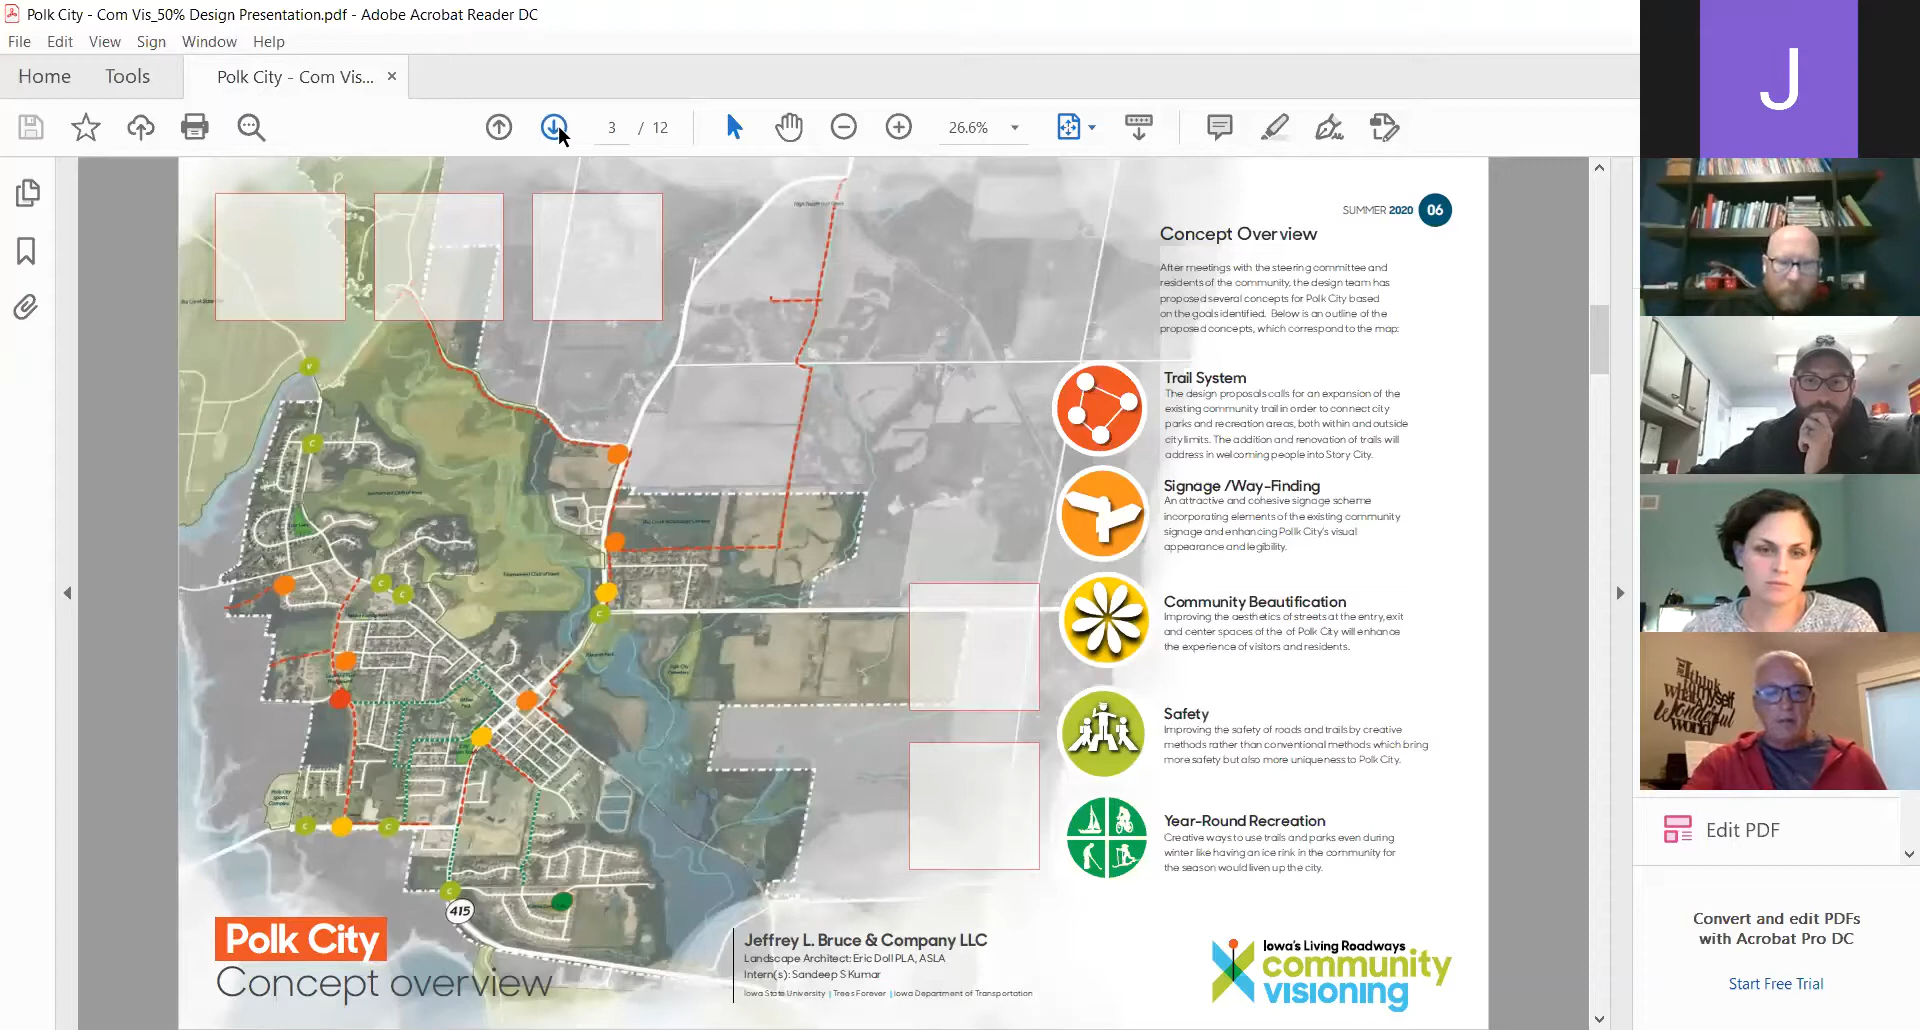 Polk City - Com Vis_50% Design Presentation.pdf - Adobe Acrobat Reader DC
File Edit View Sign Window Help
Home Tools Polk City - Com Vis... ×
3 / 12 26.6%
J
SUMMER 2020 06
Concept Overview
After meetings with the steering committee and
residents of the community, the design team has
proposed several concepts for Polk City based
on the goals identified. Below is an outline of the
proposed concepts, which correspond to the map:
Trail System
The design proposals calls for an expansion of the
existing community trail in order to connect city
parks and recreation areas, both within and outside
city limits. The addition and renovation of trails will
address in welcoming people into Story City.
Signage /Way-Finding
An attractive and cohesive signage scheme
incorporating elements of the existing community
signage and enhancing Pollk City's visual
appearance and legibility.
Community Beautification
Improving the aesthetics of streets at the entry, exit
and center spaces of the of Polk City will enhance
the experience of visitors and residents.
Safety
Improving the safety of roads and trails by creative
methods rather than conventional methods which bring
more safety but also more uniqueness to Polk City.
Year-Round Recreation
Creative ways to use trails and parks even during
winter like having an ice rink in the community for
the season would liven up the city.
V
C
C
C
C
C
C
C
Polk City
Sports
Complex
415
Polk City
Concept overview
Jeffrey L. Bruce & Company LLC
Landscape Architect: Eric Doll PLA, ASLA
Intern(s): Sandeep S Kumar
Iowa State University | Trees Forever | Iowa Department of Transportation
Iowa's Living Roadways
community
visioning
I think
what
myself
wonderful
world
Edit PDF
Convert and edit PDFs
with Acrobat Pro DC
Start Free Trial